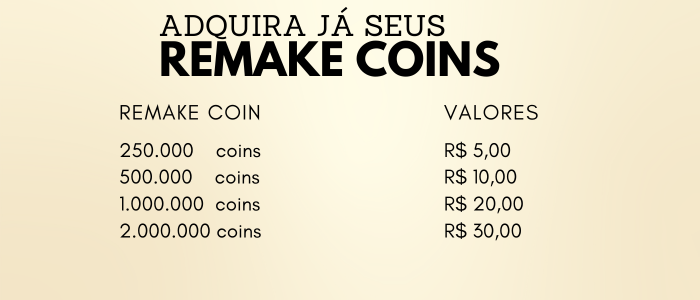 ADQUIRA JÁ SEUS
REMAKE COINS
REMAKE COIN VALORES
250.000 coins R$ 5,00
500.000 coins R$ 10,00
1.000.000 coins R$ 20,00
2.000.000 coins R$ 30,00